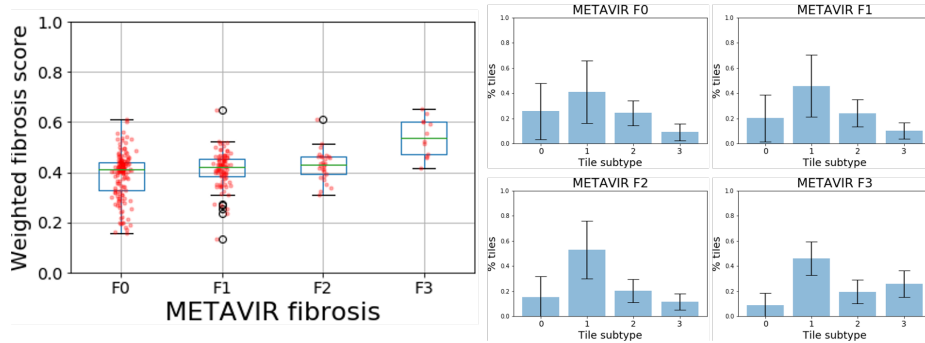 Weighted fibrosis score
1.0
0.8
0.6
0.4
0.2
0.0
F0 F1 F2 F3
METAVIR fibrosis
METAVIR F0
% tiles
1.0
0.8
0.6
0.4
0.2
0.0
0 1 2 3
Tile subtype
METAVIR F1
% tiles
1.0
0.8
0.6
0.4
0.2
0.0
0 1 2 3
Tile subtype
METAVIR F2
% tiles
1.0
0.8
0.6
0.4
0.2
0.0
0 1 2 3
Tile subtype
METAVIR F3
% tiles
1.0
0.8
0.6
0.4
0.2
0.0
0 1 2 3
Tile subtype